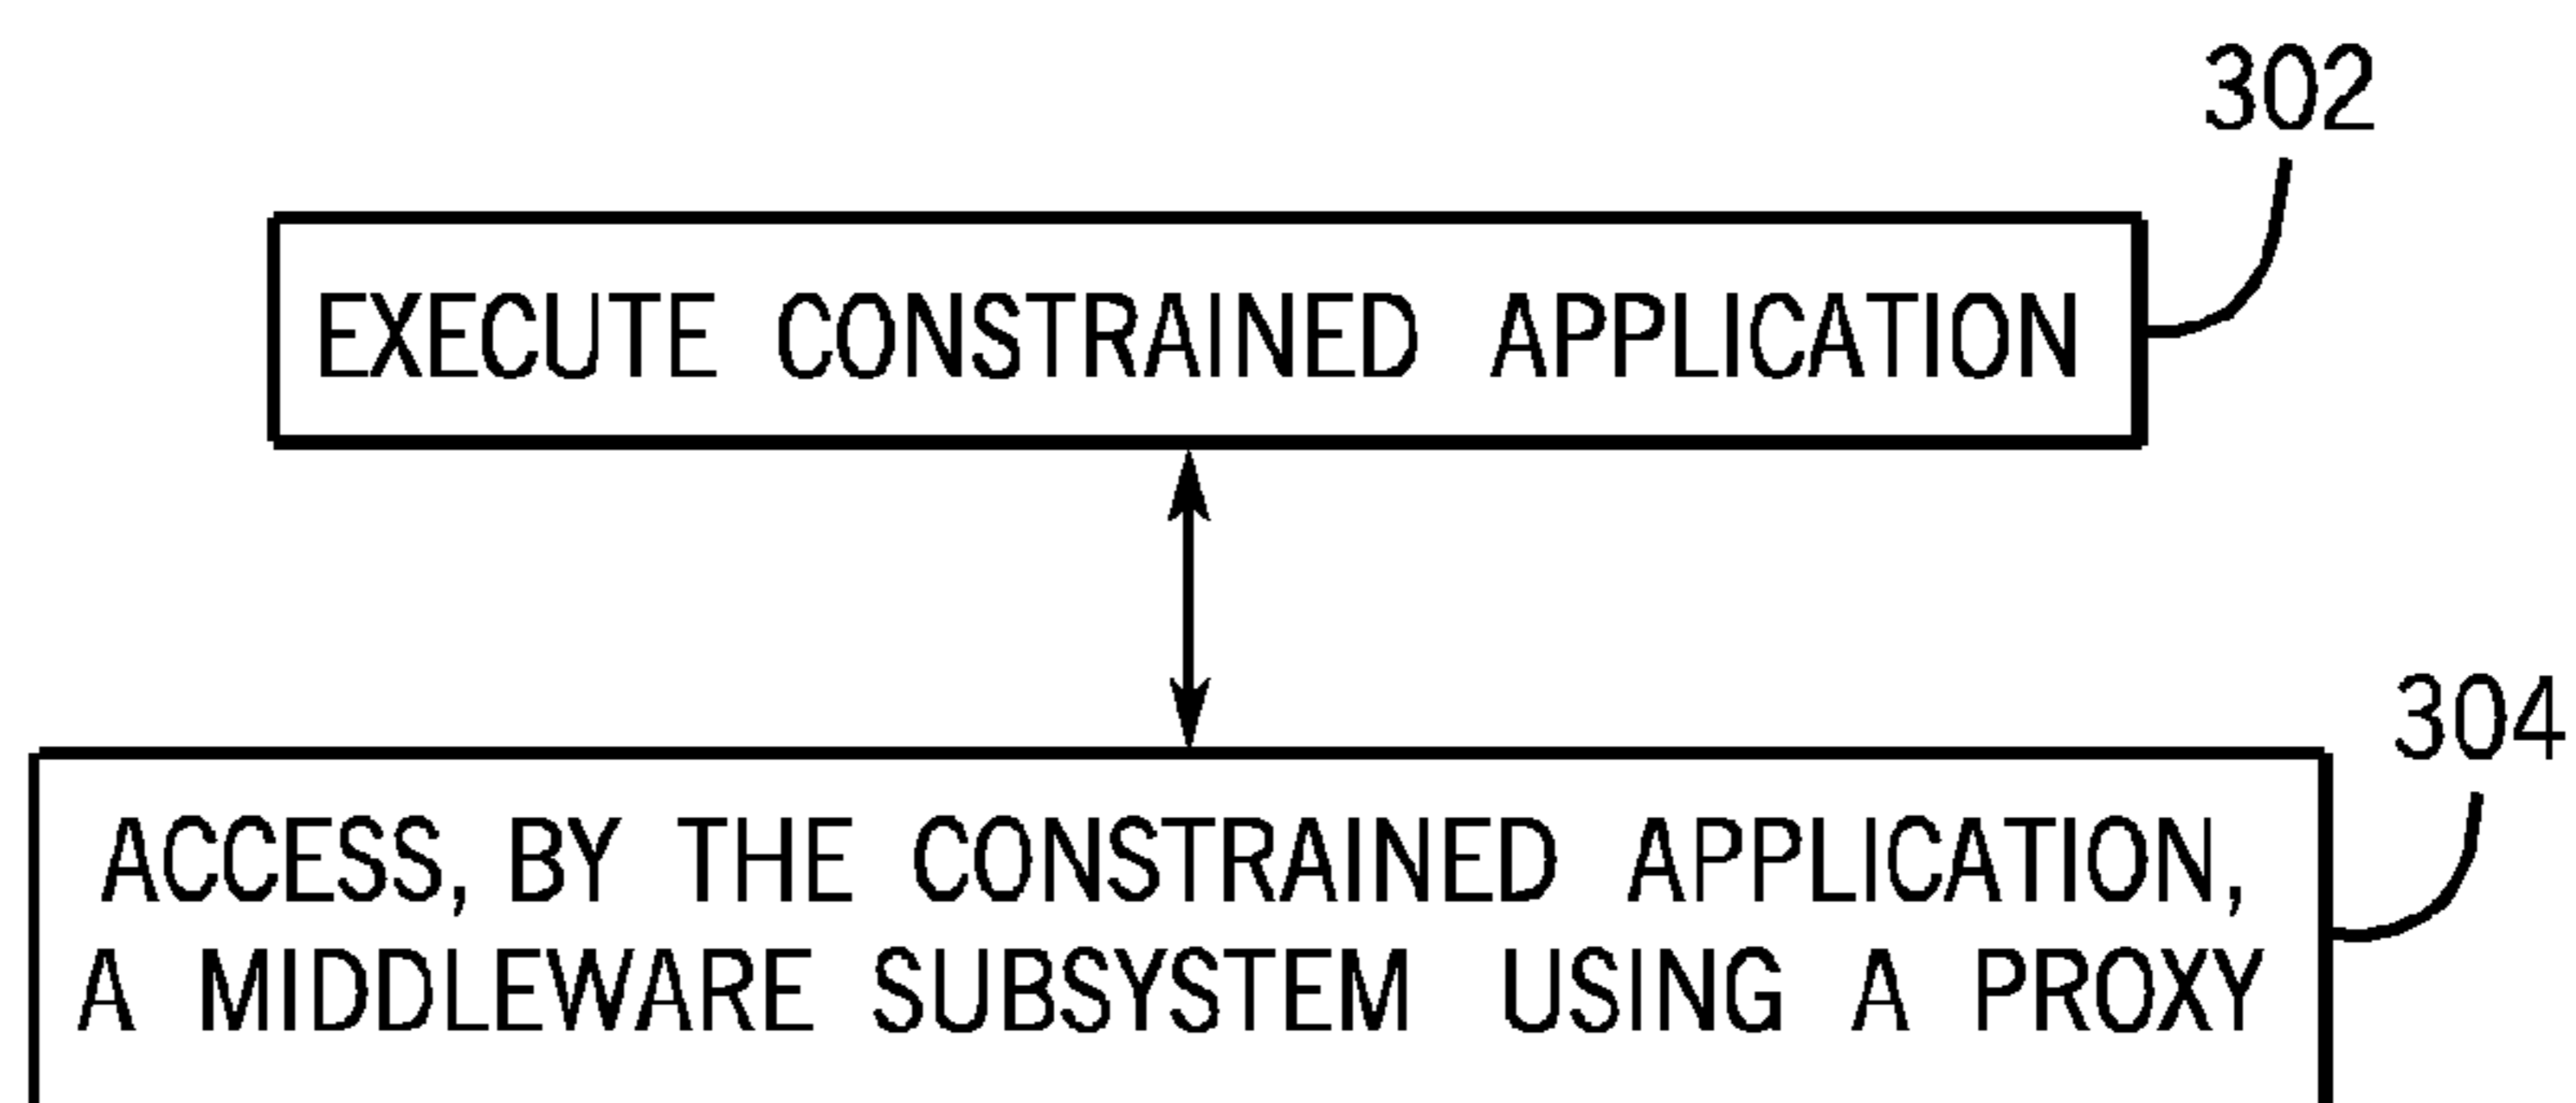 302
EXECUTE CONSTRAINED APPLICATION
304
ACCESS, BY THE CONSTRAINED APPLICATION,
A MIDDLEWARE SUBSYSTEM USING A PROXY